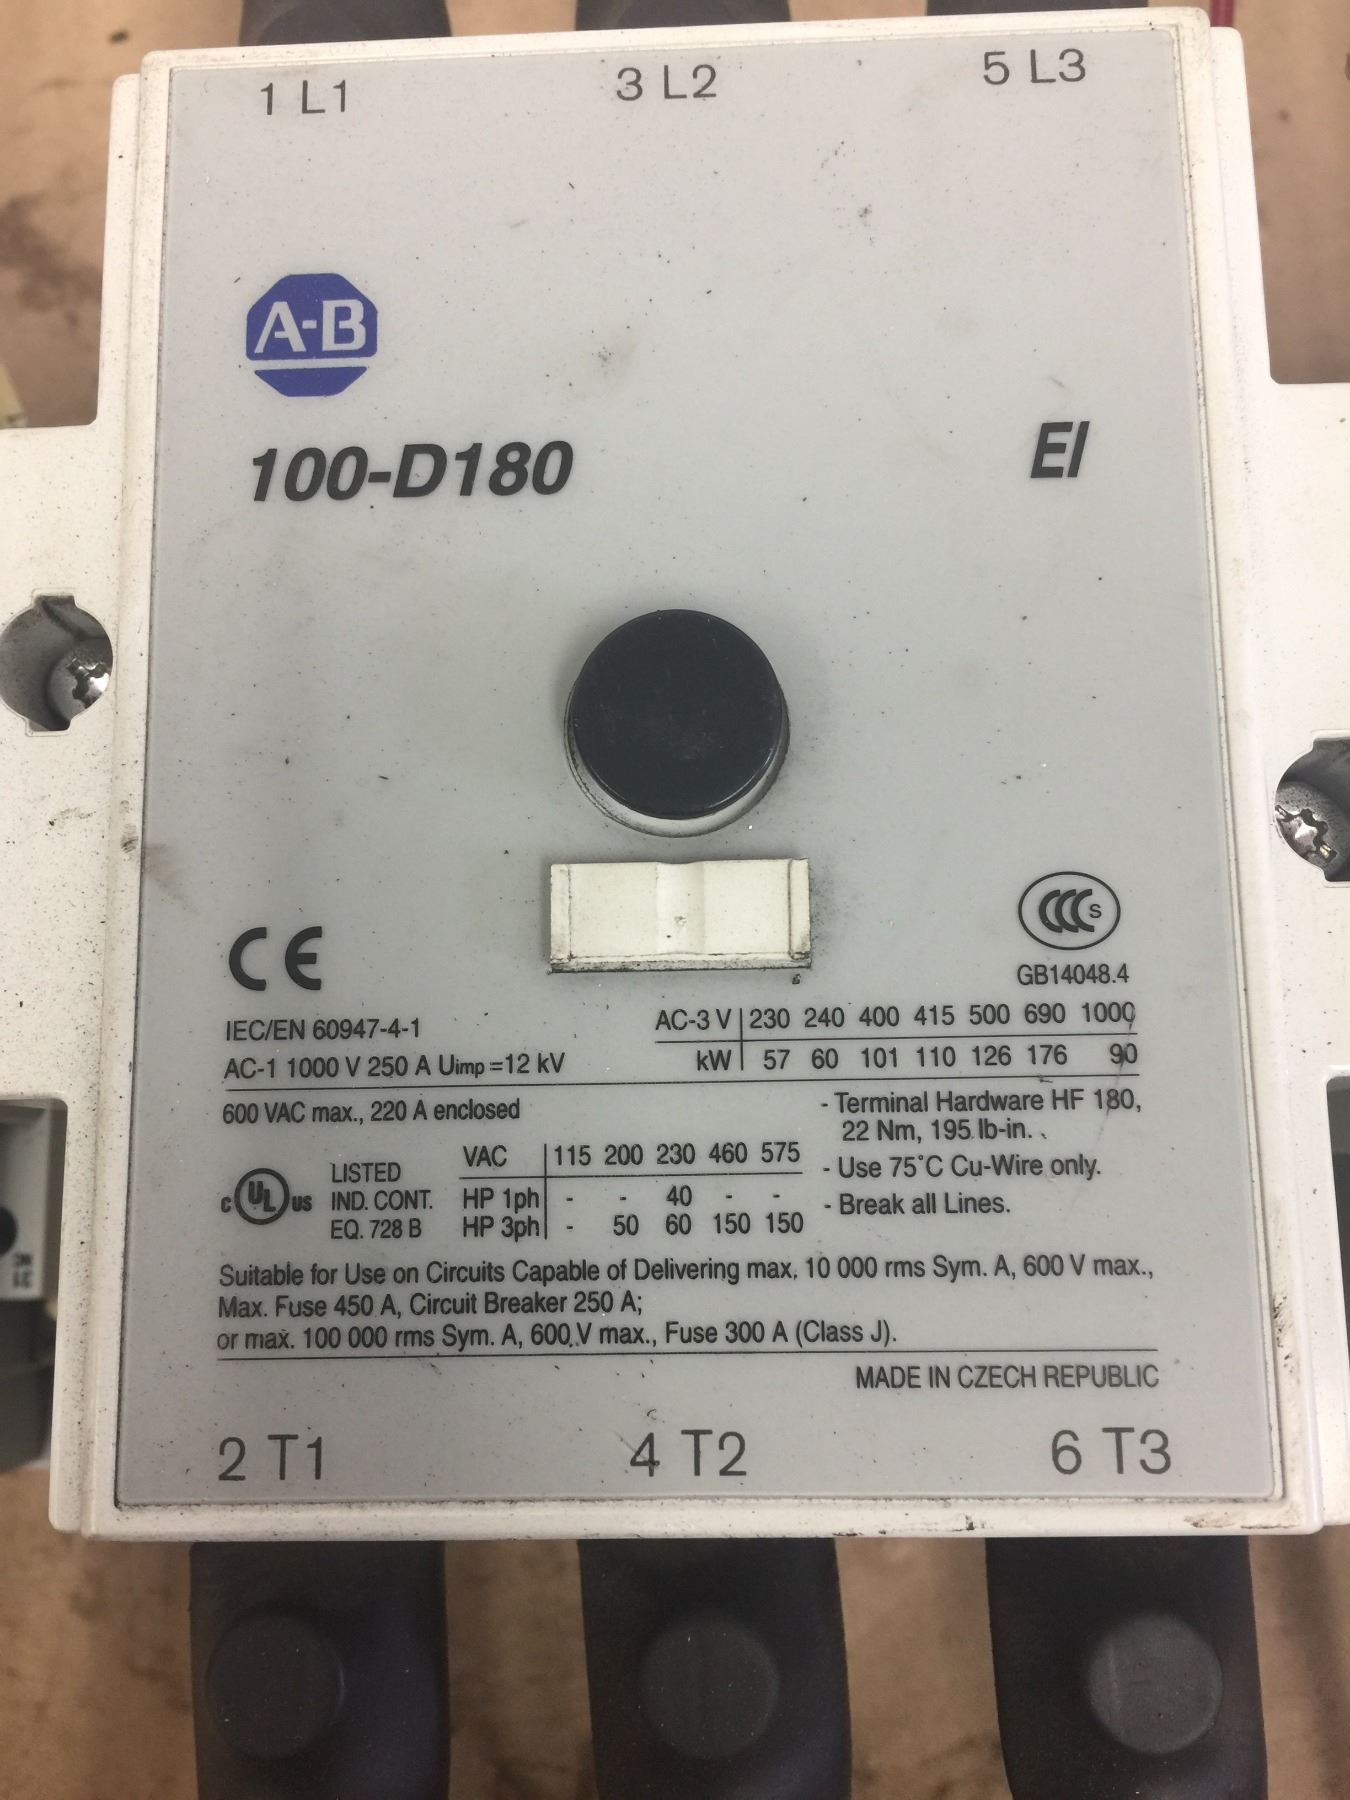 1 L1 3 L2 5 L3
A-B
100-D180 EI
CE
CCC S
GB14048.4
IEC/EN 60947-4-1
AC-1 1000 V 250 A Uimp =12 kV
AC-3 V 230 240 400 415 500 690 1000
kW 57 60 101 110 126 176 90
600 VAC max., 220 A enclosed
- Terminal Hardware HF 180,
22 Nm, 195 lb-in.
- Use 75°C Cu-Wire only.
- Break all Lines.
c UL us
LISTED
IND. CONT.
EQ. 728 B
VAC 115 200 230 460 575
HP 1ph - - 40 - -
HP 3ph - 50 60 150 150
Suitable for Use on Circuits Capable of Delivering max. 10 000 rms Sym. A, 600 V max.,
Max. Fuse 450 A, Circuit Breaker 250 A;
or max. 100 000 rms Sym. A, 600 V max., Fuse 300 A (Class J).
MADE IN CZECH REPUBLIC
2 T1 4 T2 6 T3